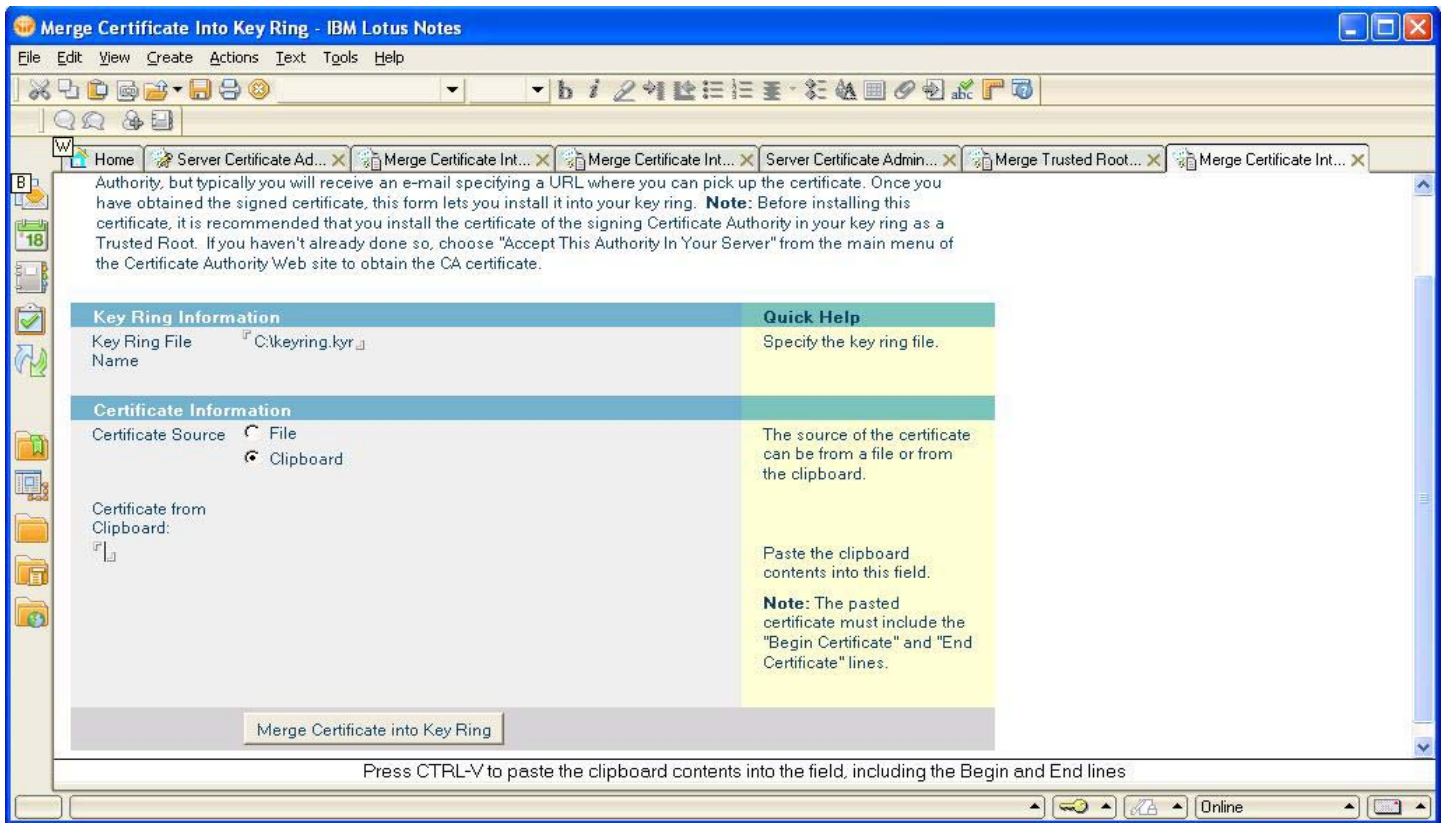 Merge Certificate Into Key Ring - IBM Lotus Notes
File Edit View Create Actions Text Tools Help
W
Home Server Certificate Ad... Merge Certificate Int... Merge Certificate Int... Server Certificate Admin... Merge Trusted Root... Merge Certificate Int...
B
18
Authority, but typically you will receive an e-mail specifying a URL where you can pick up the certificate. Once you
have obtained the signed certificate, this form lets you install it into your key ring. Note: Before installing this
certificate, it is recommended that you install the certificate of the signing Certificate Authority in your key ring as a
Trusted Root. If you haven't already done so, choose "Accept This Authority In Your Server" from the main menu of
the Certificate Authority Web site to obtain the CA certificate.
Key Ring Information
Quick Help
Key Ring File
Name
C:\keyring.kyr
Specify the key ring file.
Certificate Information
Certificate Source
File
Clipboard
The source of the certificate
can be from a file or from
the clipboard.
Certificate from
Clipboard:
Paste the clipboard
contents into this field.
Note: The pasted
certificate must include the
"Begin Certificate" and "End
Certificate" lines.
Merge Certificate into Key Ring
Press CTRL-V to paste the clipboard contents into the field, including the Begin and End lines
Online